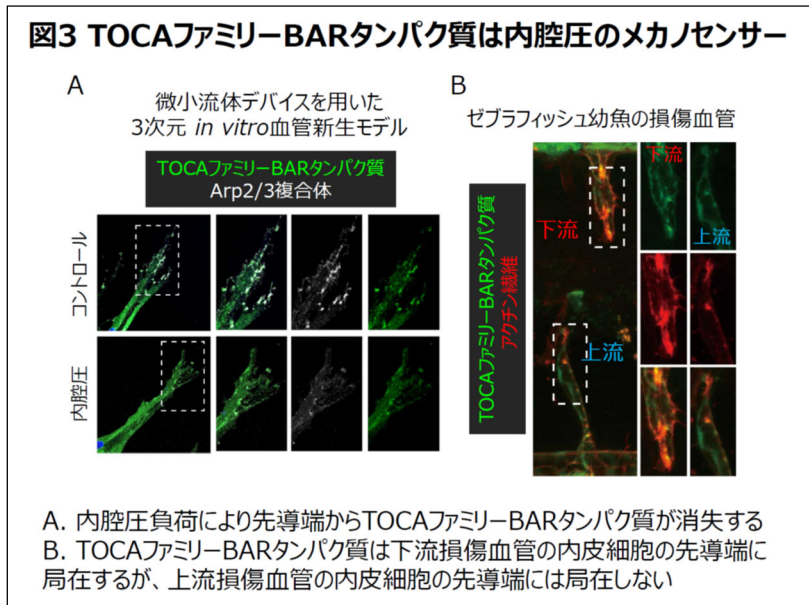 図3 TOCAファミリーBARタンパク質は内腔圧のメカノセンサー
A
微小流体デバイスを用いた
3次元 in vitro血管新生モデル
TOCAファミリーBARタンパク質
Arp2/3複合体
コントロール
内腔圧
B
ゼブラフィッシュ幼魚の損傷血管
TOCAファミリーBARタンパク質
アクチン繊維
下流
上流
下流
上流
A. 内腔圧負荷により先導端からTOCAファミリーBARタンパク質が消失する
B. TOCAファミリーBARタンパク質は下流損傷血管の内皮細胞の先導端に
局在するが、上流損傷血管の内皮細胞の先導端には局在しない